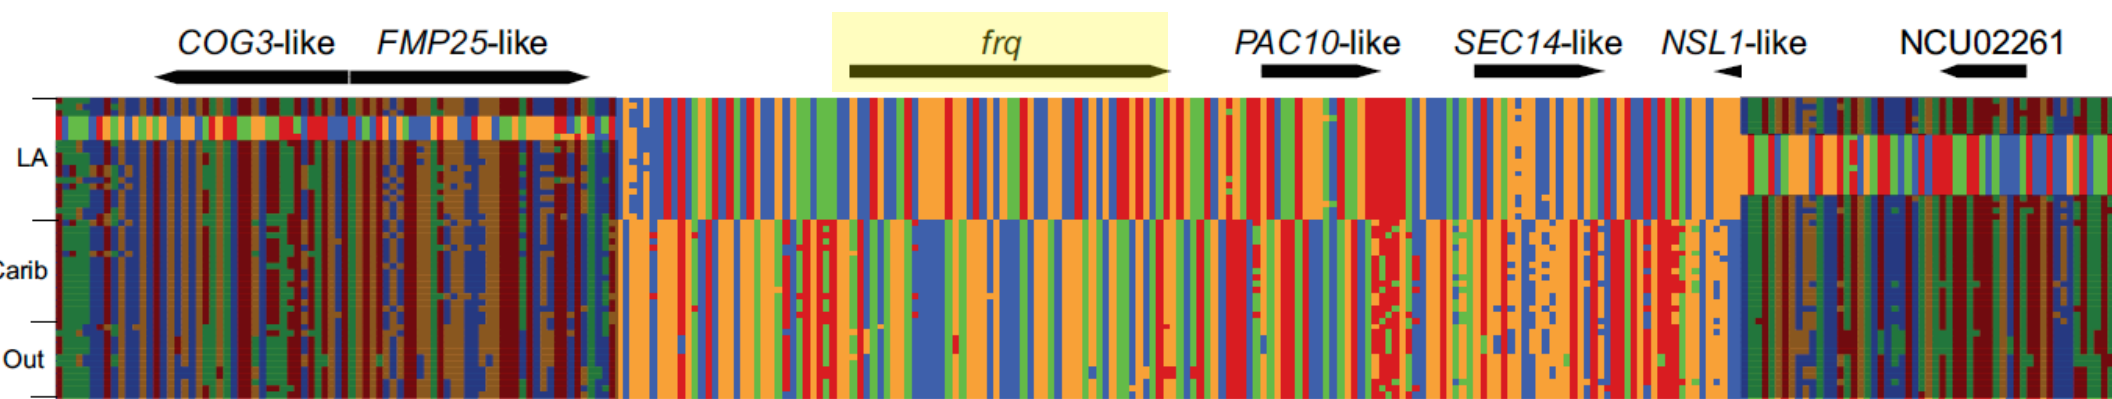 COG3-like FMP25-like frq PAC10-like SEC14-like NSL1-like NCU02261
LA
Carib
Out